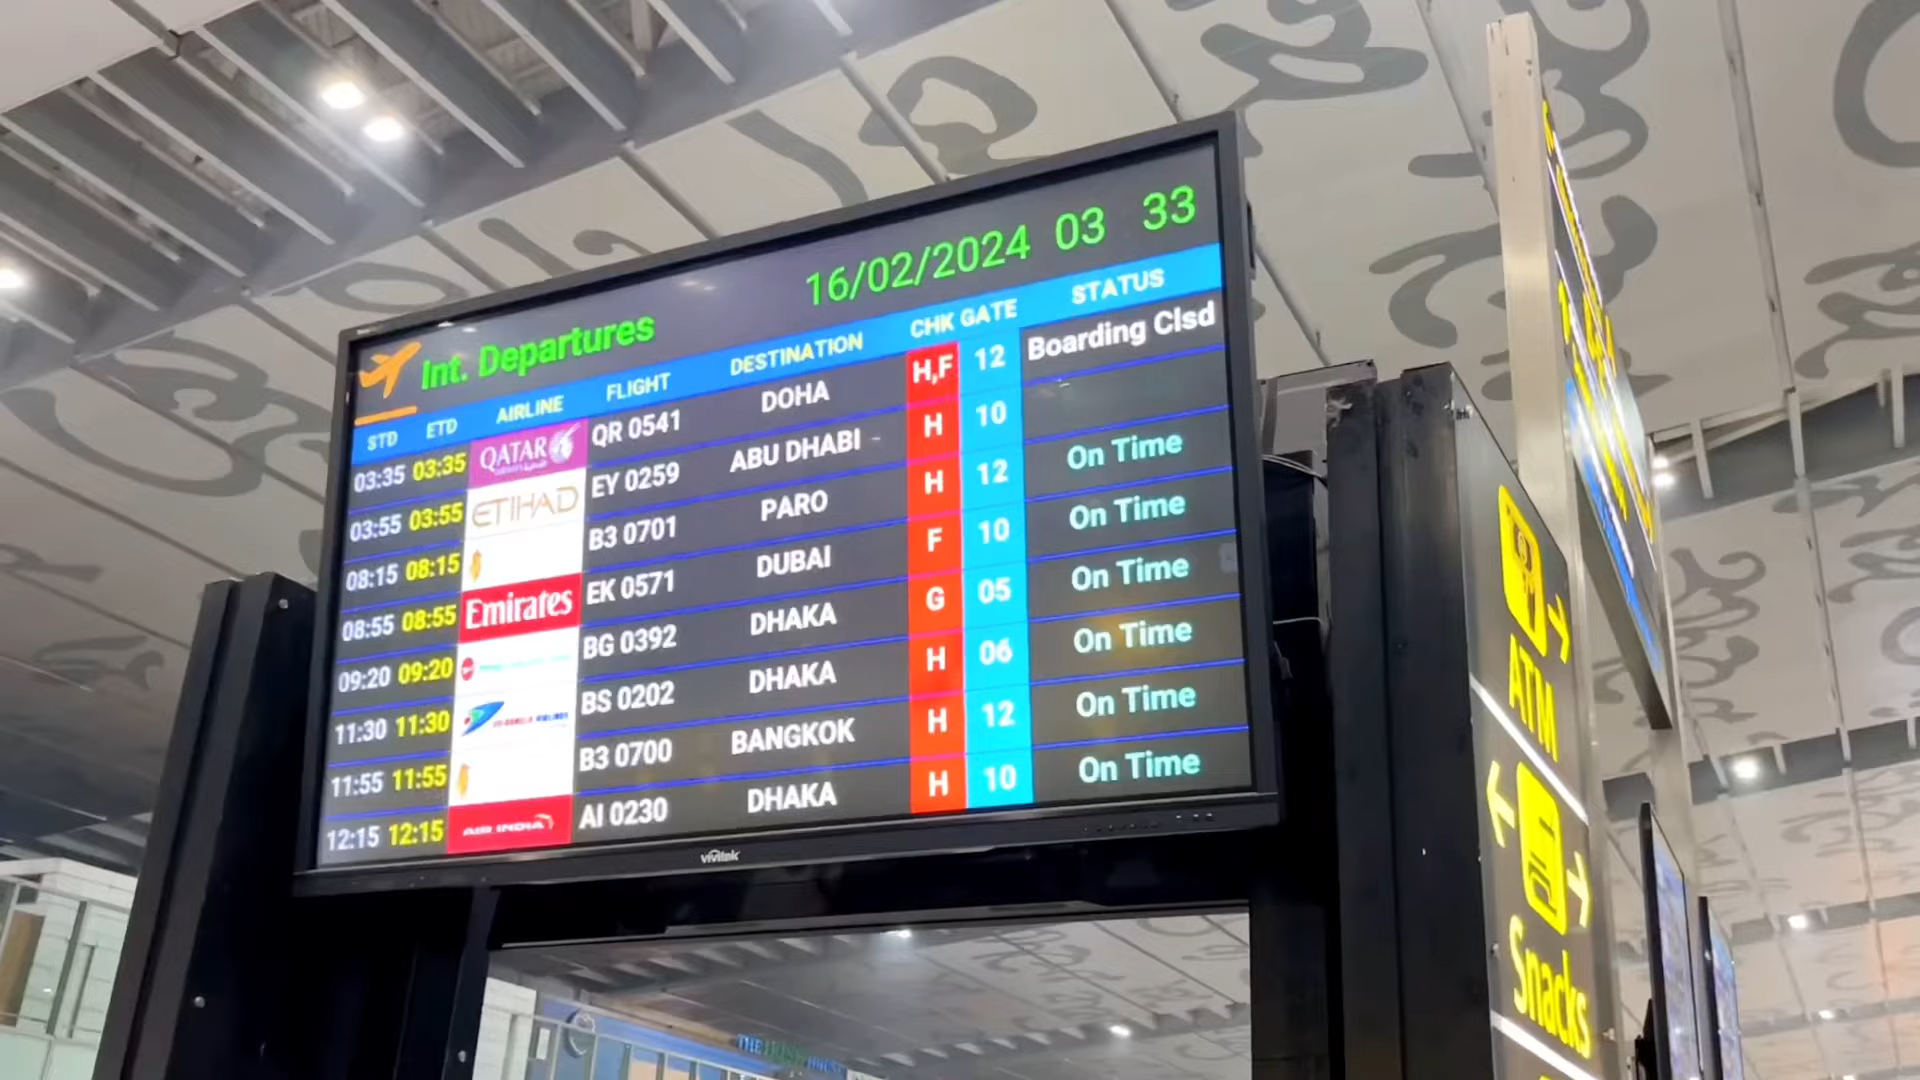 16/02/2024 03 33
Int. Departures
STD ETD AIRLINE FLIGHT DESTINATION CHK GATE STATUS
03:35 03:35 QATAR QR 0541 DOHA H,F 12 Boarding Clsd
03:55 03:55 ETIHAD EY 0259 ABU DHABI - H 10
08:15 08:15 B3 0701 PARO H 12 On Time
08:55 08:55 Emirates EK 0571 DUBAI F 10 On Time
09:20 09:20 BG 0392 DHAKA G 05 On Time
11:30 11:30 BS 0202 DHAKA H 06 On Time
11:55 11:55 B3 0700 BANGKOK H 12 On Time
12:15 12:15 AIR INDIA AI 0230 DHAKA H 10 On Time
vivitek
ATM
Snacks
THE